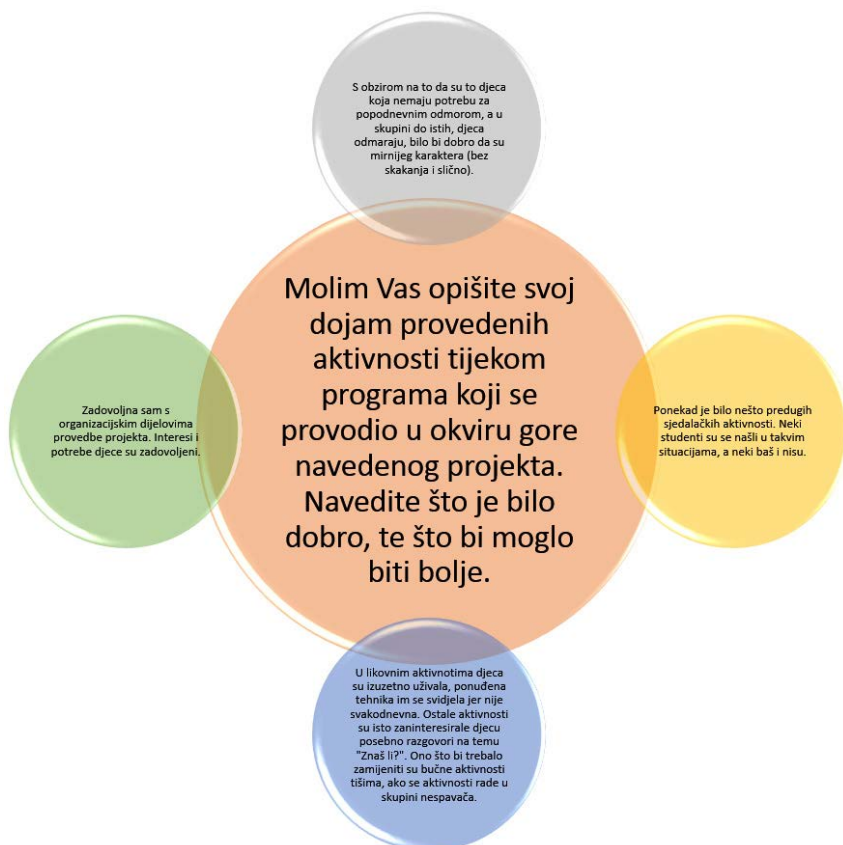 S obzirom na to da su to djeca
koja nemaju potrebu za
popodnevnim odmorom, a u
skupini do istih, djeca
odmaraju, bilo bi dobro da su
mirnijeg karaktera (bez
skakanja i slično).
Molim Vas opišite svoj
dojam provedenih
aktivnosti tijekom
programa koji se
provodio u okviru gore
navedenog projekta.
Navedite što je bilo
dobro, te što bi moglo
biti bolje.
Zadovoljna sam s
organizacijskim dijelovima
provedbe projekta. Interesi i
potrebe djece su zadovoljeni.
Ponekad je bilo nešto predugih
sjedalačkih aktivnosti. Neki
studenti su se našli u takvim
situacijama, a neki baš i nisu.
U likovnim aktivnotima djeca
su izuzetno uživala, ponuđena
tehnika im se svidjela jer nije
svakodnevna. Ostale aktivnosti
su isto zaninteresirale djecu
posebno razgovori na temu
"Znaš li?". Ono što bi trebalo
zamijeniti su bučne aktivnosti
tišima, ako se aktivnosti rade u
skupini nespavača.